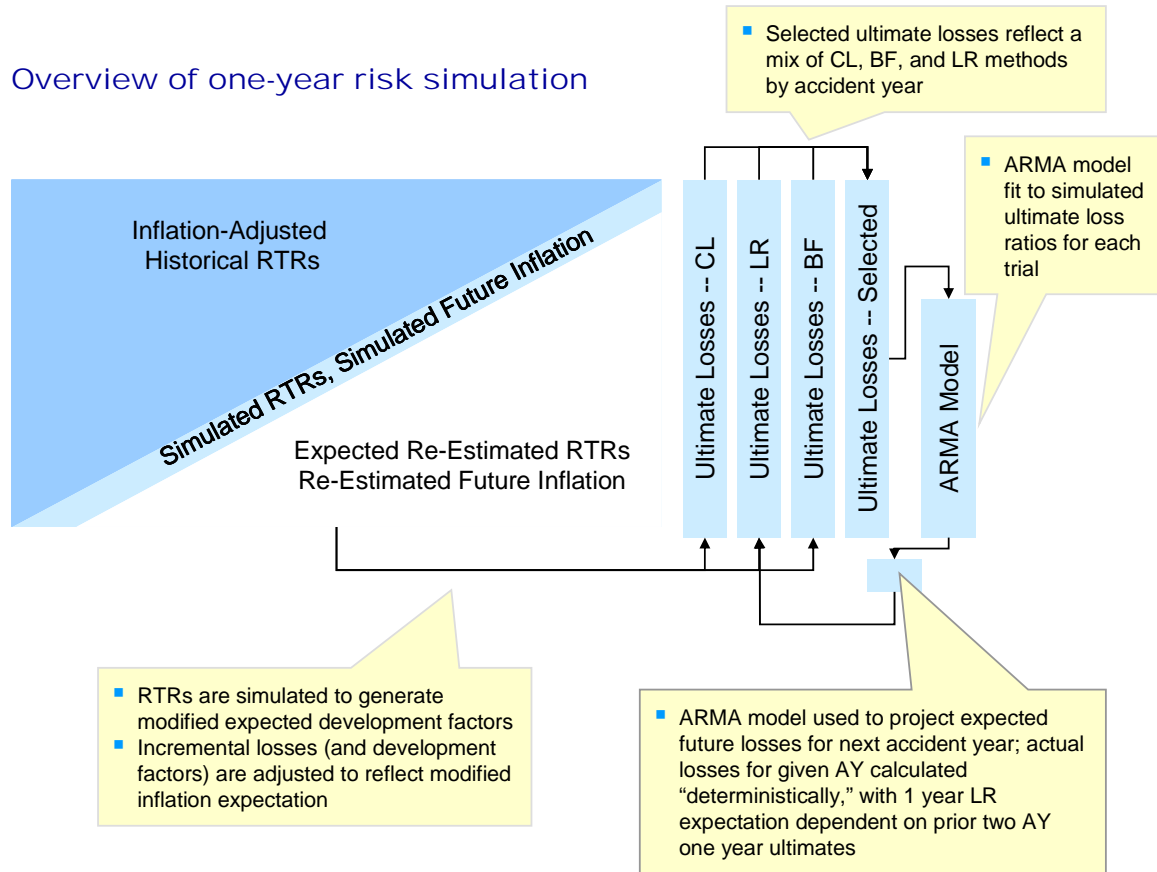 Overview of one-year risk simulation
▪ Selected ultimate losses reflect a
mix of CL, BF, and LR methods
by accident year
▪ ARMA model
fit to simulated
ultimate loss
ratios for each
trial
Inflation-Adjusted
Historical RTRs
Simulated RTRs, Simulated Future Inflation
Expected Re-Estimated RTRs
Re-Estimated Future Inflation
Ultimate Losses -- CL
Ultimate Losses -- LR
Ultimate Losses -- BF
Ultimate Losses -- Selected
ARMA Model
▪ RTRs are simulated to generate
modified expected development factors
▪ Incremental losses (and development
factors) are adjusted to reflect modified
inflation expectation
▪ ARMA model used to project expected
future losses for next accident year; actual
losses for given AY calculated
“deterministically,” with 1 year LR
expectation dependent on prior two AY
one year ultimates